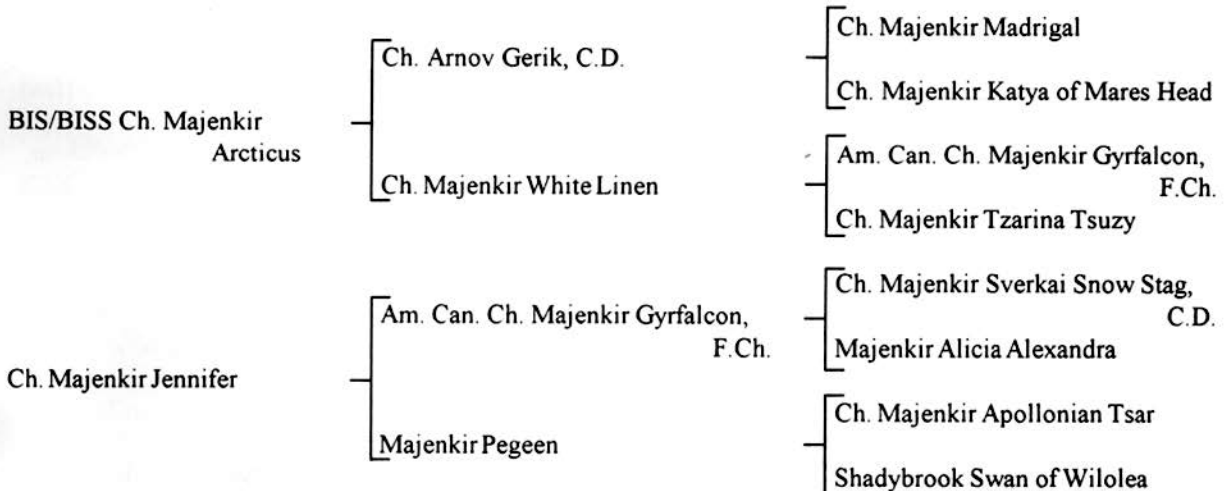 Ch. Majenkir Madrigal
Ch. Arnov Gerik, C.D.
Ch. Majenkir Katya of Mares Head
BIS/BISS Ch. Majenkir
Arcticus
Am. Can. Ch. Majenkir Gyrfalcon,
F.Ch.
Ch. Majenkir White Linen
Ch. Majenkir Tzarina Tsuzy
Ch. Majenkir Sverkai Snow Stag,
C.D.
Am. Can. Ch. Majenkir Gyrfalcon,
F.Ch.
Majenkir Alicia Alexandra
Ch. Majenkir Jennifer
Ch. Majenkir Apollonian Tsar
Majenkir Pegeen
Shadybrook Swan of Wilolea